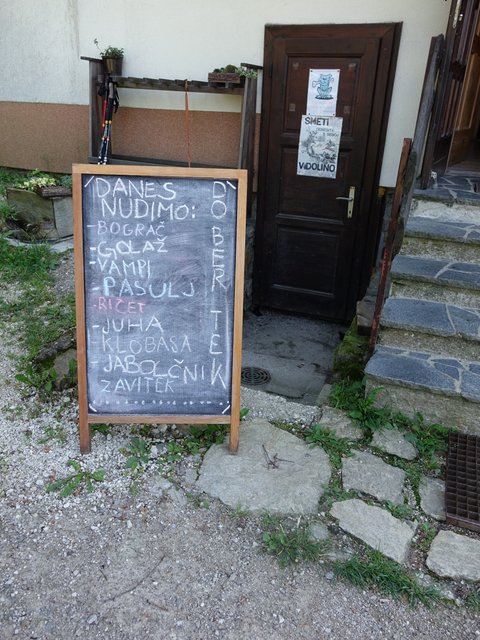 DANES
NUDIMO:
-BOGRAČ
-GOLAŽ
-VAMPI
-PASULJ
-RIČET
-JUHA
KLOBASA
-JABOLČNI
ZAVITEK
DOBER TEK
SMETI
V DOLINO